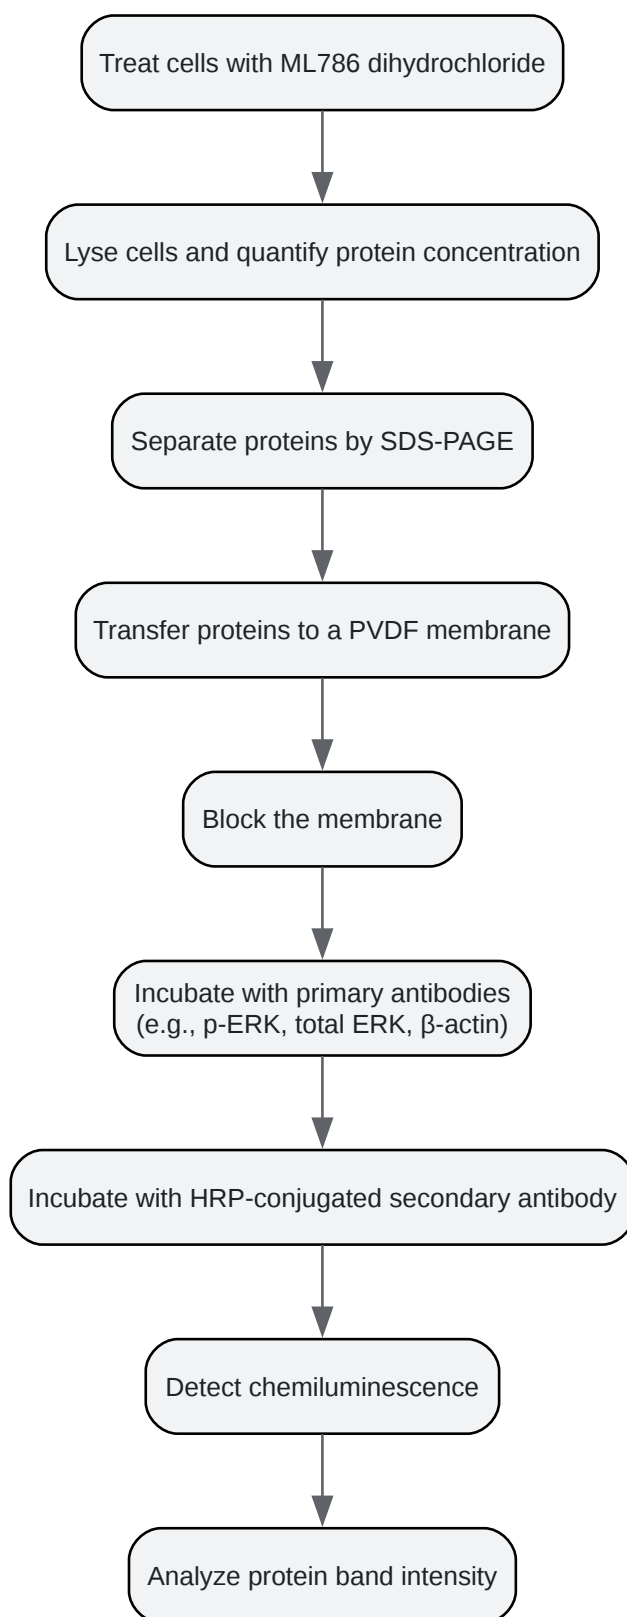 Treat cells with ML786 dihydrochloride
Lyse cells and quantify protein concentration
Separate proteins by SDS-PAGE
Transfer proteins to a PVDF membrane
Block the membrane
Incubate with primary antibodies
(e.g., p-ERK, total ERK, β-actin)
Incubate with HRP-conjugated secondary antibody
Detect chemiluminescence
Analyze protein band intensity